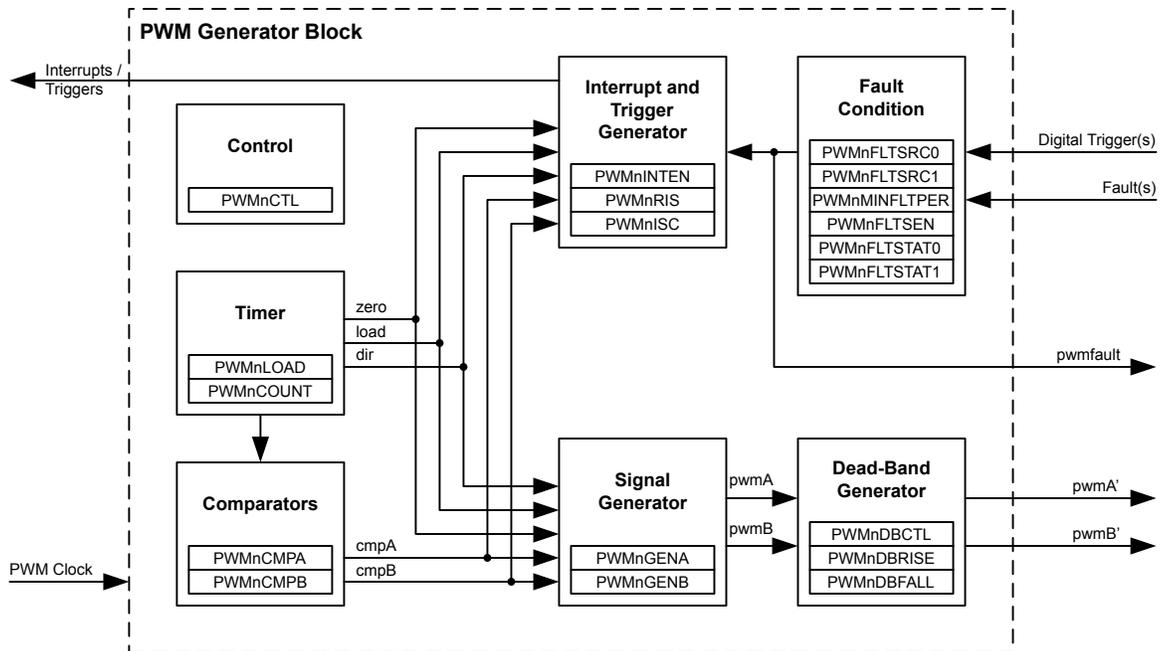 PWM Generator Block
Interrupts /
Triggers
Control
PWMnCTL
Interrupt and
Trigger
Generator
PWMnINTEN
PWMnRIS
PWMnISC
Fault
Condition
PWMnFLTSRC0
PWMnFLTSRC1
PWMnMINFLTPER
PWMnFLTSEN
PWMnFLTSTAT0
PWMnFLTSTAT1
Digital Trigger(s)
Fault(s)
Timer
PWMnLOAD
PWMnCOUNT
zero
load
dir
pwmfault
Comparators
PWMnCMPA
PWMnCMPB
cmpA
cmpB
PWM Clock
Signal
Generator
PWMnGENA
PWMnGENB
pwmA
pwmB
Dead-Band
Generator
PWMnDBCTL
PWMnDBRISE
PWMnDBFALL
pwmA’
pwmB’